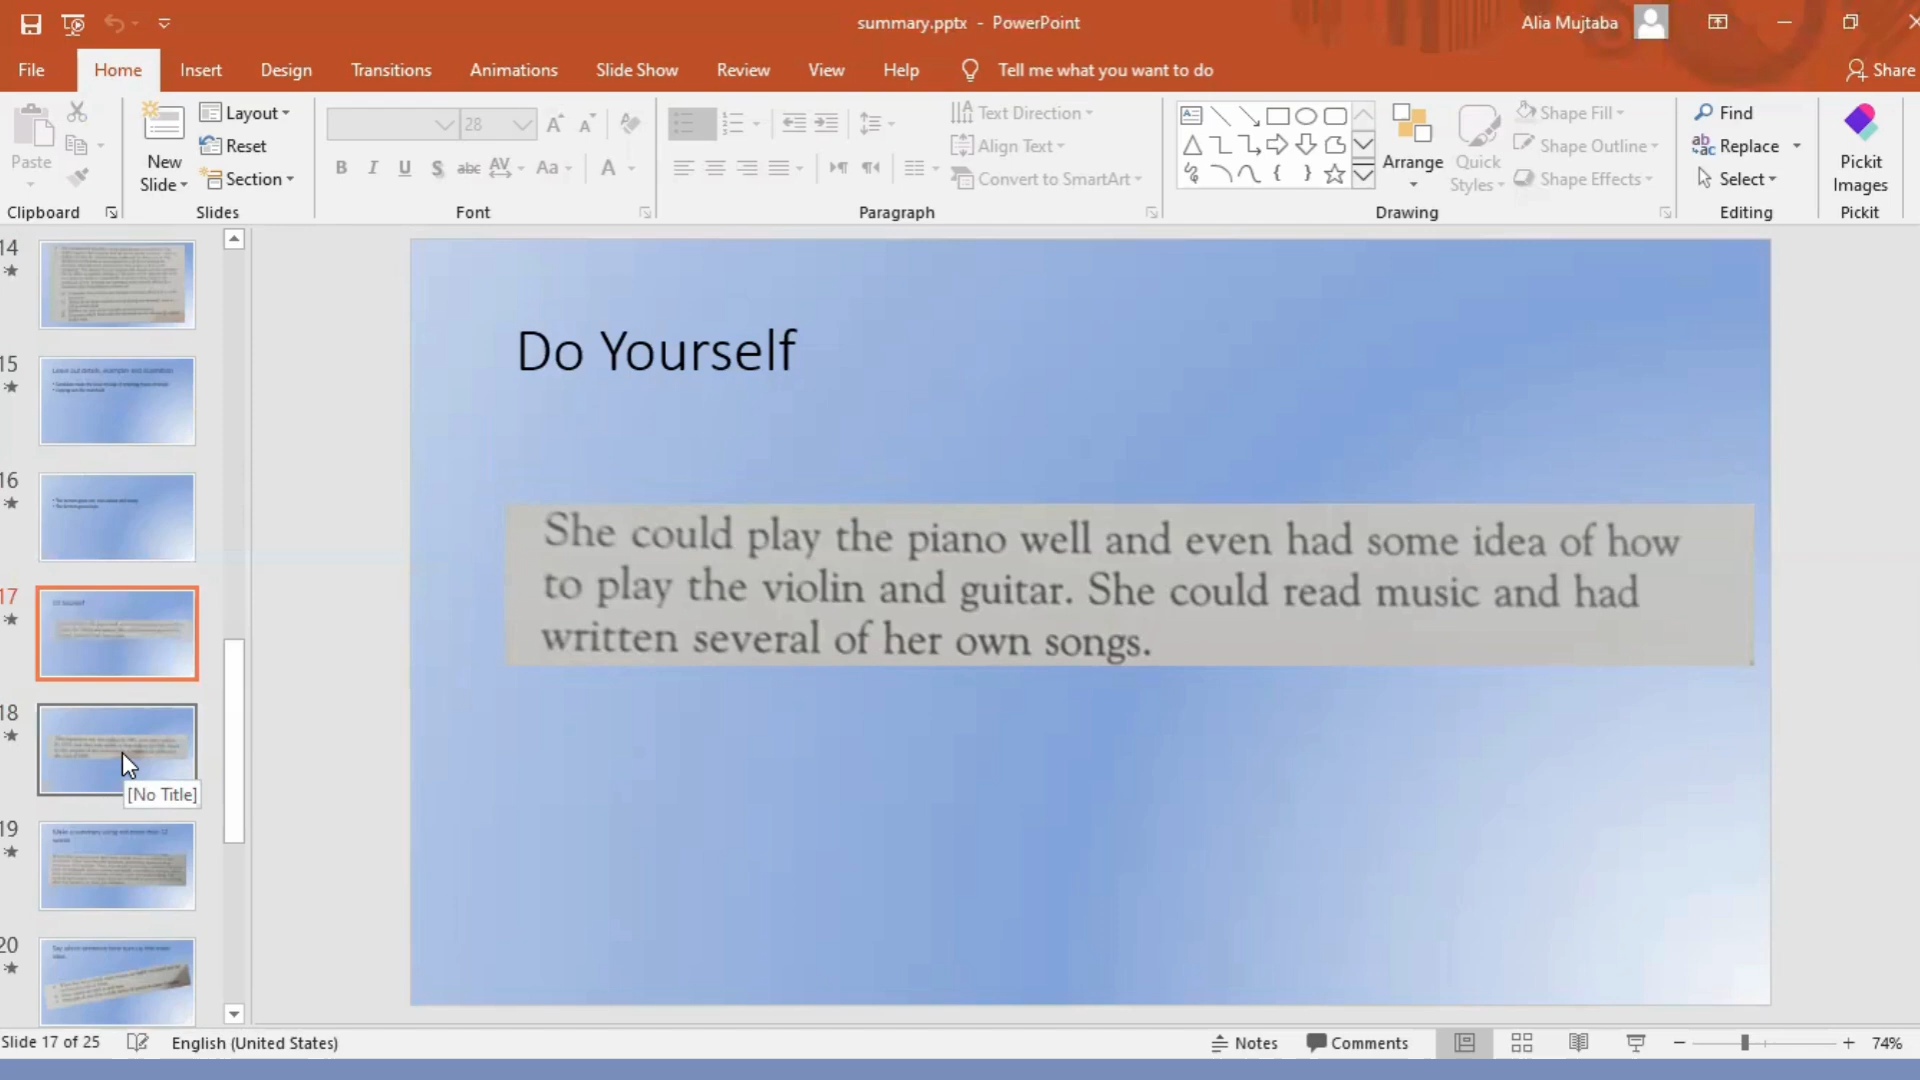 summary.pptx - PowerPoint
Alia Mujtaba
File Home Insert Design Transitions Animations Slide Show Review View Help Tell me what you want to do Share
Paste
Clipboard
New Slide
Layout
Reset
Section
Slides
28
B I U S abc AV Aa A
Font
Text Direction
Align Text
Convert to SmartArt
Paragraph
Arrange
Quick Styles
Shape Fill
Shape Outline
Shape Effects
Drawing
Find
Replace
Select
Editing
Pickit Images
Pickit
14
15
16
17
18
[No Title]
19
20
Do Yourself
She could play the piano well and even had some idea of how
to play the violin and guitar. She could read music and had
written several of her own songs.
Slide 17 of 25 English (United States) Notes Comments 74%